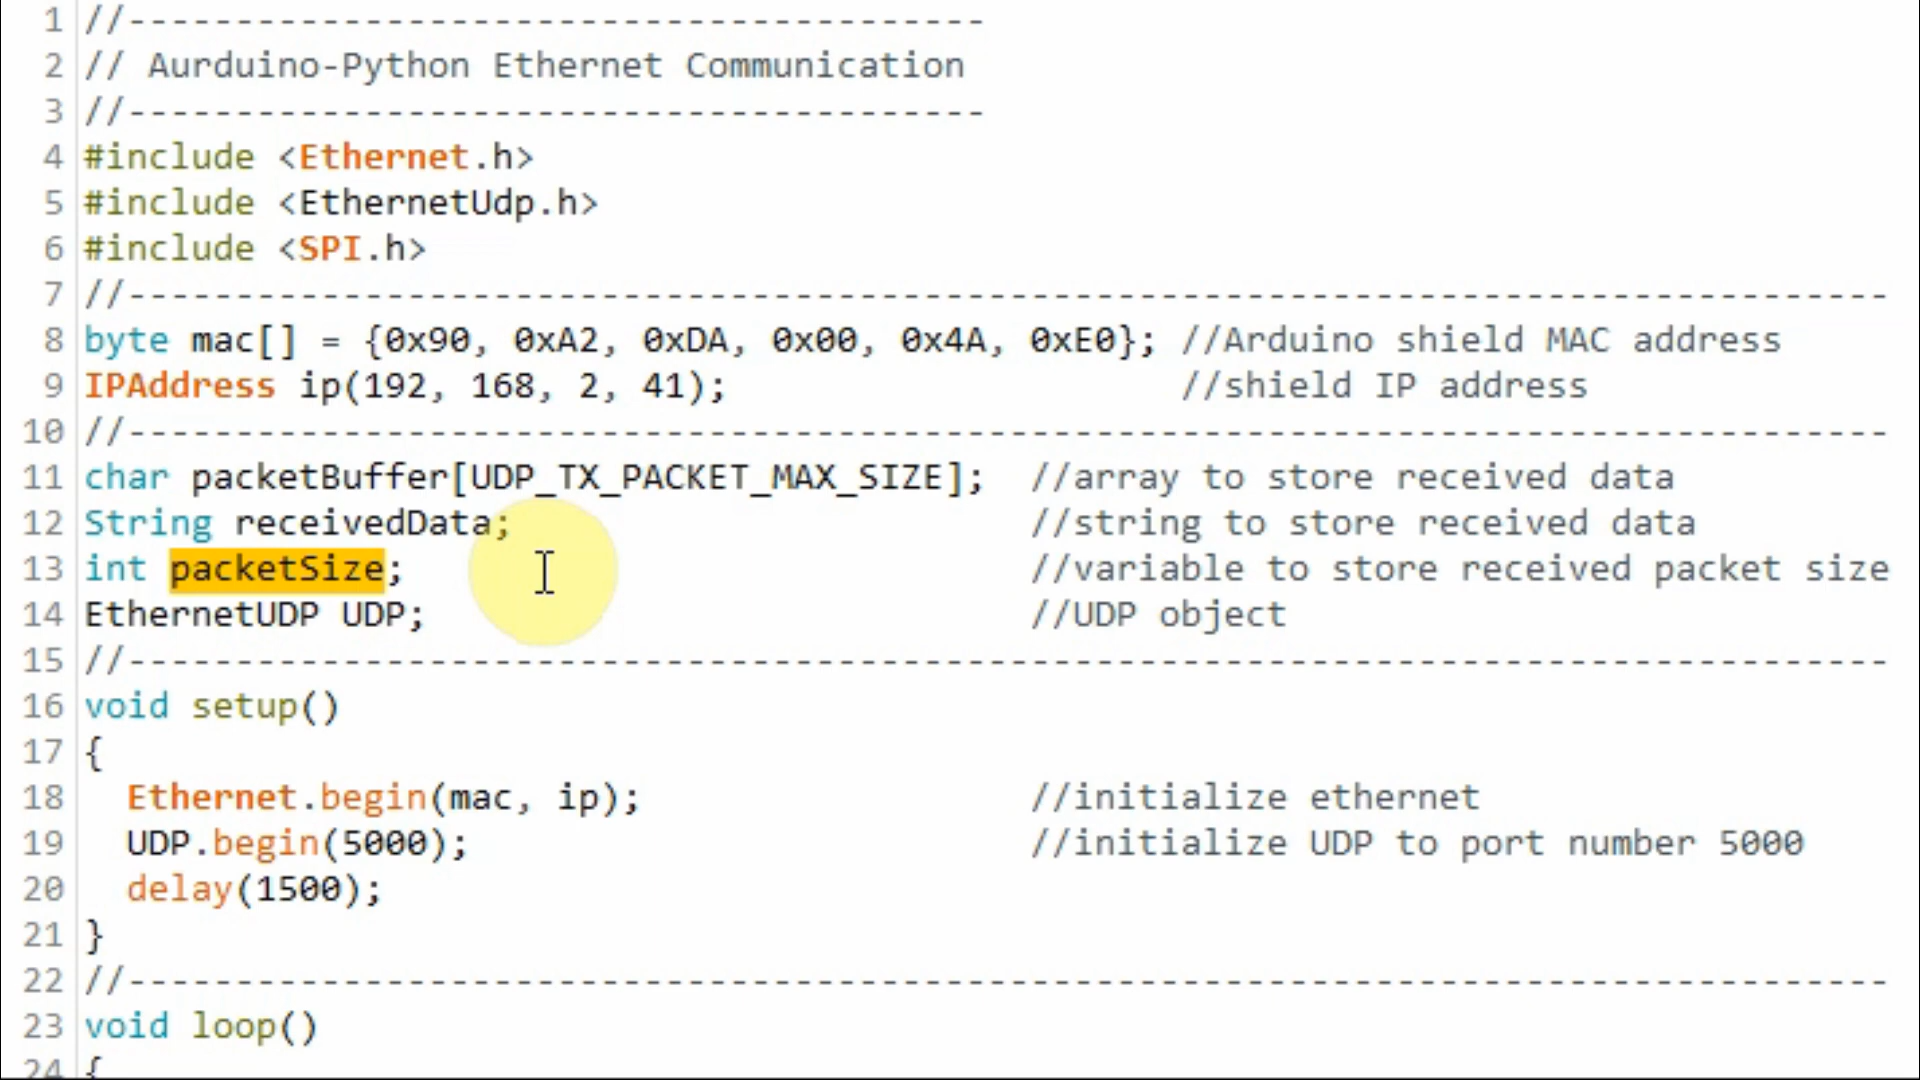 1 //----------------------------------------
2 // Aurduino-Python Ethernet Communication
3 //----------------------------------------
4 #include <Ethernet.h>
5 #include <EthernetUdp.h>
6 #include <SPI.h>
7 //----------------------------------------------------------------------------------
8 byte mac[] = {0x90, 0xA2, 0xDA, 0x00, 0x4A, 0xE0}; //Arduino shield MAC address
9 IPAddress ip(192, 168, 2, 41); //shield IP address
10 //----------------------------------------------------------------------------------
11 char packetBuffer[UDP_TX_PACKET_MAX_SIZE]; //array to store received data
12 String receivedData; //string to store received data
13 int packetSize; //variable to store received packet size
14 EthernetUDP UDP; //UDP object
15 //----------------------------------------------------------------------------------
16 void setup()
17 {
18 Ethernet.begin(mac, ip); //initialize ethernet
19 UDP.begin(5000); //initialize UDP to port number 5000
20 delay(1500);
21 }
22 //----------------------------------------------------------------------------------
23 void loop()
24 {